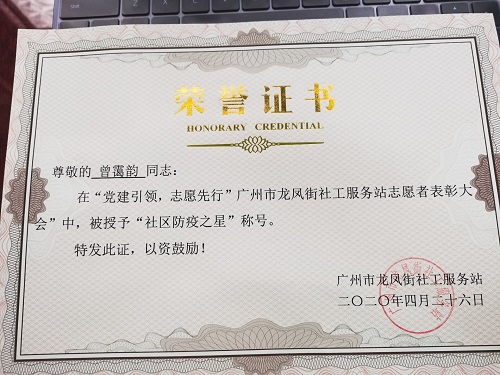 荣誉证书
HONORARY CREDENTIAL
尊敬的 曾霭韵 同志：
在“党建引领，志愿先行”广州市龙凤街社工服务站志愿者表彰大
会”中，被授予“社区防疫之星”称号。
特发此证，以资鼓励！
广州市龙凤街社工服务站
二〇二〇年四月二十六日